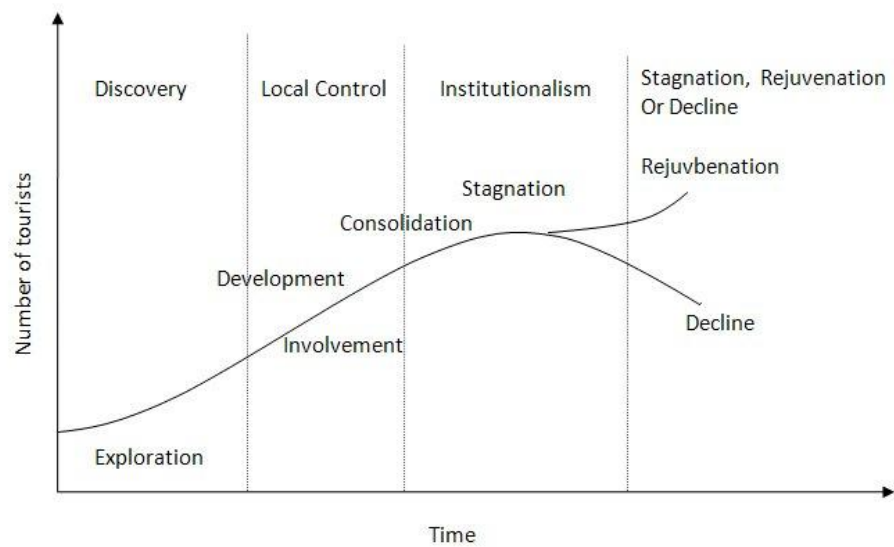 Discovery
Local Control
Institutionalism
Stagnation, Rejuvenation
Or Decline
Rejuvbenation
Stagnation
Consolidation
Development
Involvement
Decline
Exploration
Number of tourists
Time